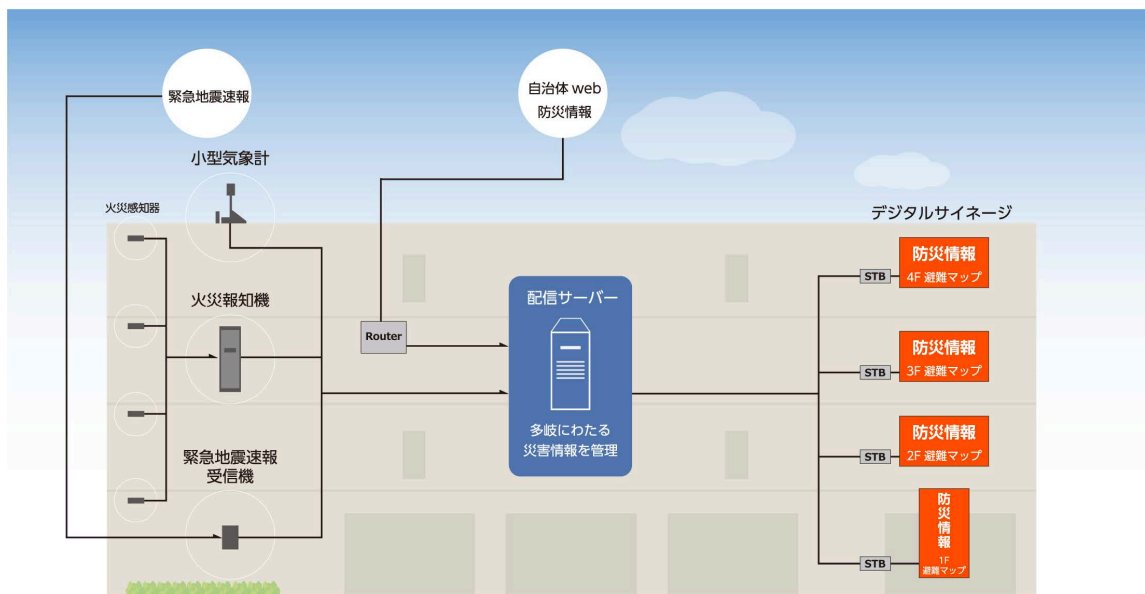 緊急地震速報
自治体 web
防災情報
小型気象計
火災感知器
デジタルサイネージ
火災報知機
Router
配信サーバー
多岐にわたる
災害情報を管理
緊急地震速報
受信機
STB
防災情報
4F 避難マップ
STB
防災情報
3F 避難マップ
STB
防災情報
2F 避難マップ
STB
防災情報
1F
避難マップ